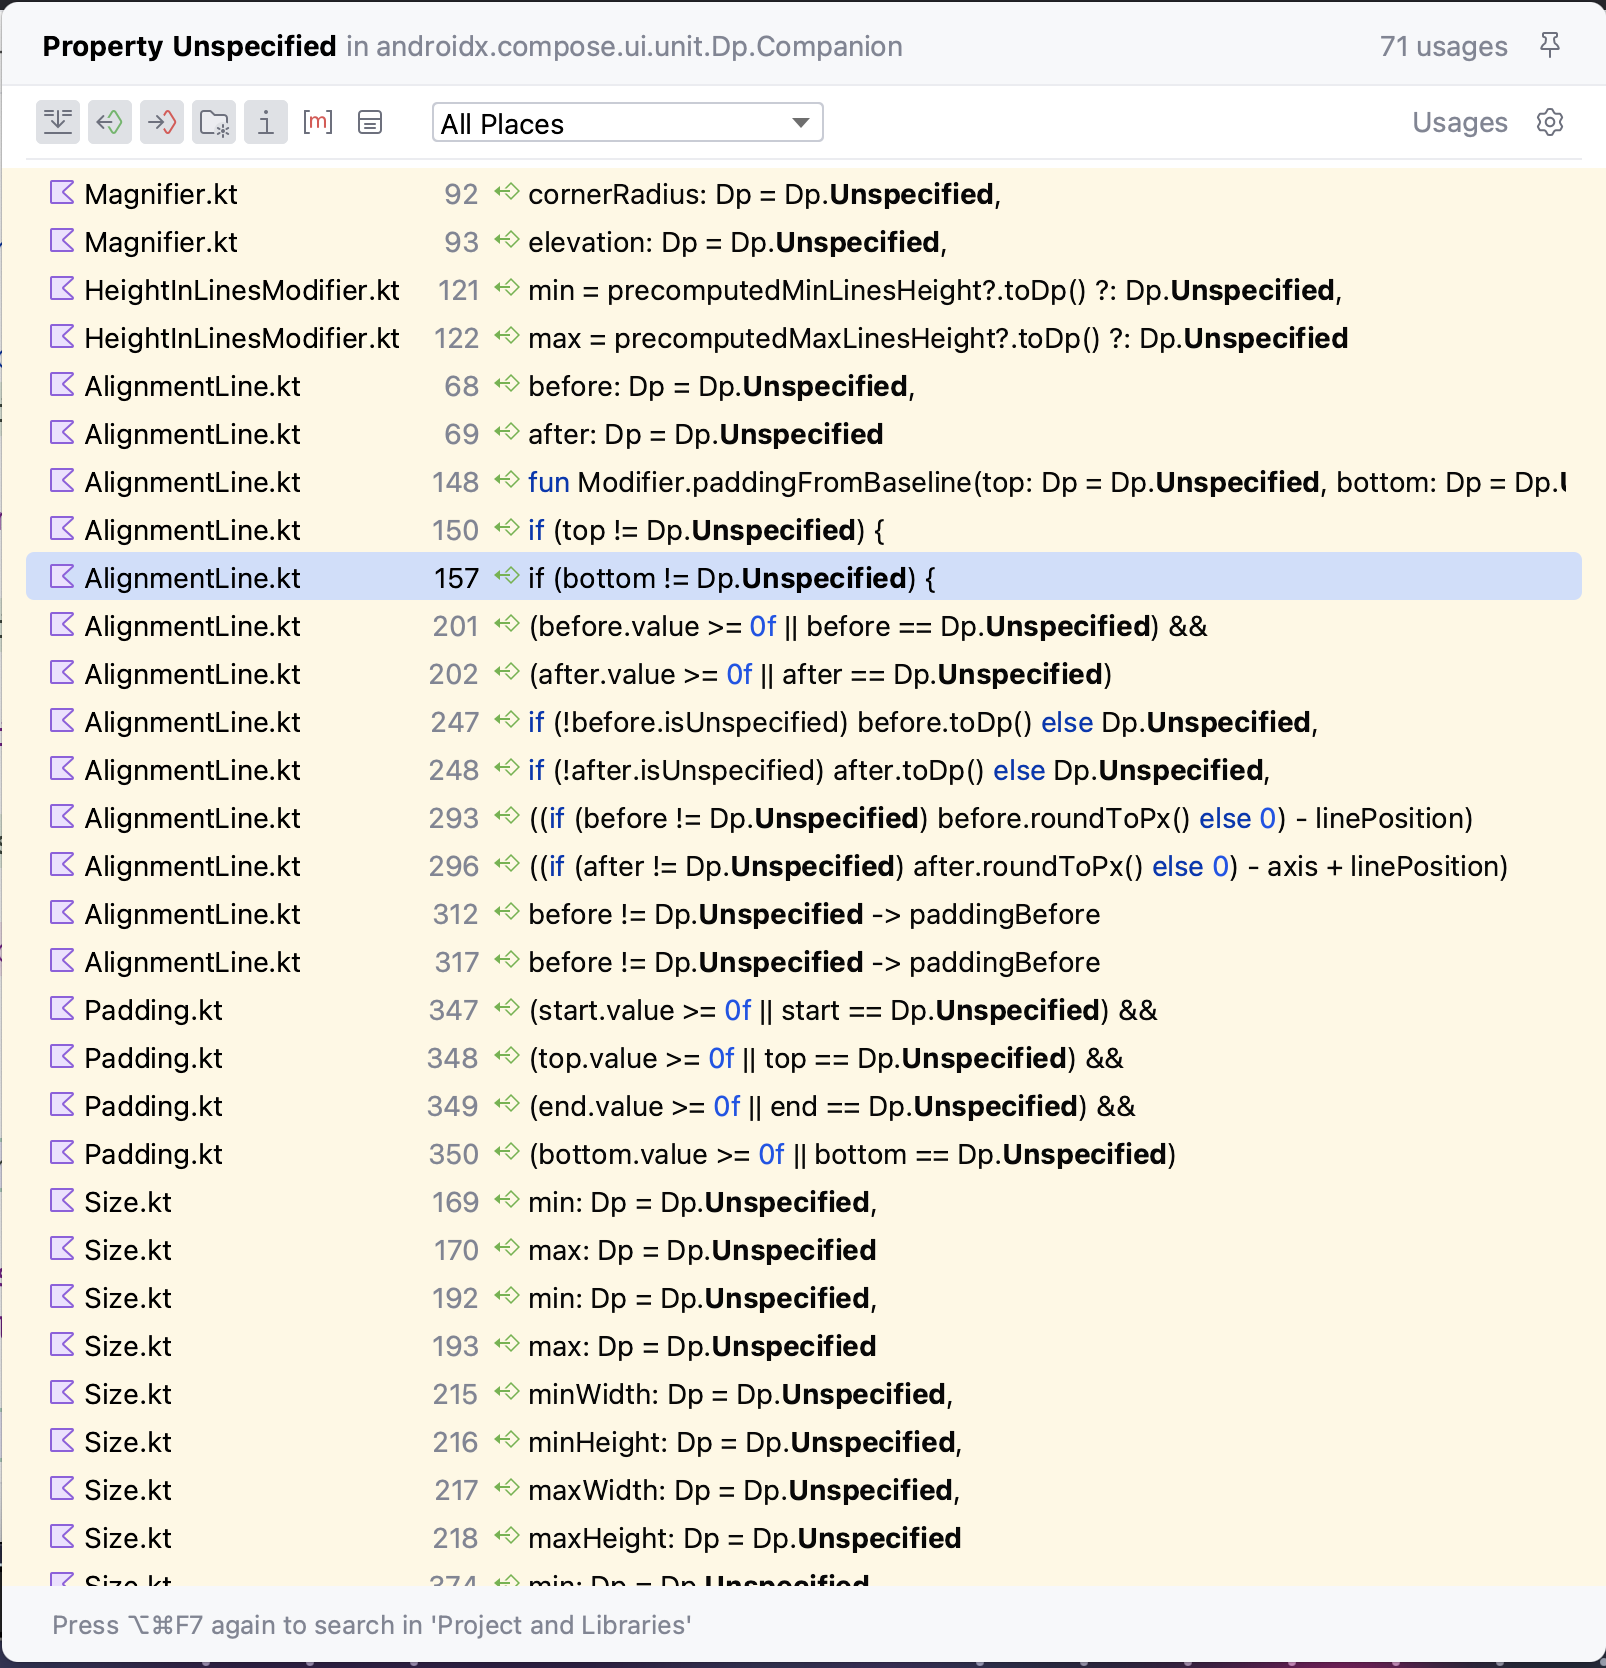 Property Unspecified in androidx.compose.ui.unit.Dp.Companion 71 usages
All Places Usages
Magnifier.kt 92 cornerRadius: Dp = Dp.Unspecified,
Magnifier.kt 93 elevation: Dp = Dp.Unspecified,
HeightInLinesModifier.kt 121 min = precomputedMinLinesHeight?.toDp() ?: Dp.Unspecified,
HeightInLinesModifier.kt 122 max = precomputedMaxLinesHeight?.toDp() ?: Dp.Unspecified
AlignmentLine.kt 68 before: Dp = Dp.Unspecified,
AlignmentLine.kt 69 after: Dp = Dp.Unspecified
AlignmentLine.kt 148 fun Modifier.paddingFromBaseline(top: Dp = Dp.Unspecified, bottom: Dp = Dp.
AlignmentLine.kt 150 if (top != Dp.Unspecified) {
AlignmentLine.kt 157 if (bottom != Dp.Unspecified) {
AlignmentLine.kt 201 (before.value >= 0f || before == Dp.Unspecified) &&
AlignmentLine.kt 202 (after.value >= 0f || after == Dp.Unspecified)
AlignmentLine.kt 247 if (!before.isUnspecified) before.toDp() else Dp.Unspecified,
AlignmentLine.kt 248 if (!after.isUnspecified) after.toDp() else Dp.Unspecified,
AlignmentLine.kt 293 ((if (before != Dp.Unspecified) before.roundToPx() else 0) - linePosition)
AlignmentLine.kt 296 ((if (after != Dp.Unspecified) after.roundToPx() else 0) - axis + linePosition)
AlignmentLine.kt 312 before != Dp.Unspecified -> paddingBefore
AlignmentLine.kt 317 before != Dp.Unspecified -> paddingBefore
Padding.kt 347 (start.value >= 0f || start == Dp.Unspecified) &&
Padding.kt 348 (top.value >= 0f || top == Dp.Unspecified) &&
Padding.kt 349 (end.value >= 0f || end == Dp.Unspecified) &&
Padding.kt 350 (bottom.value >= 0f || bottom == Dp.Unspecified)
Size.kt 169 min: Dp = Dp.Unspecified,
Size.kt 170 max: Dp = Dp.Unspecified
Size.kt 192 min: Dp = Dp.Unspecified,
Size.kt 193 max: Dp = Dp.Unspecified
Size.kt 215 minWidth: Dp = Dp.Unspecified,
Size.kt 216 minHeight: Dp = Dp.Unspecified,
Size.kt 217 maxWidth: Dp = Dp.Unspecified,
Size.kt 218 maxHeight: Dp = Dp.Unspecified
Size.kt 374 min: Dp = Dp.Unspecified,
Press ⌥⌘F7 again to search in 'Project and Libraries'